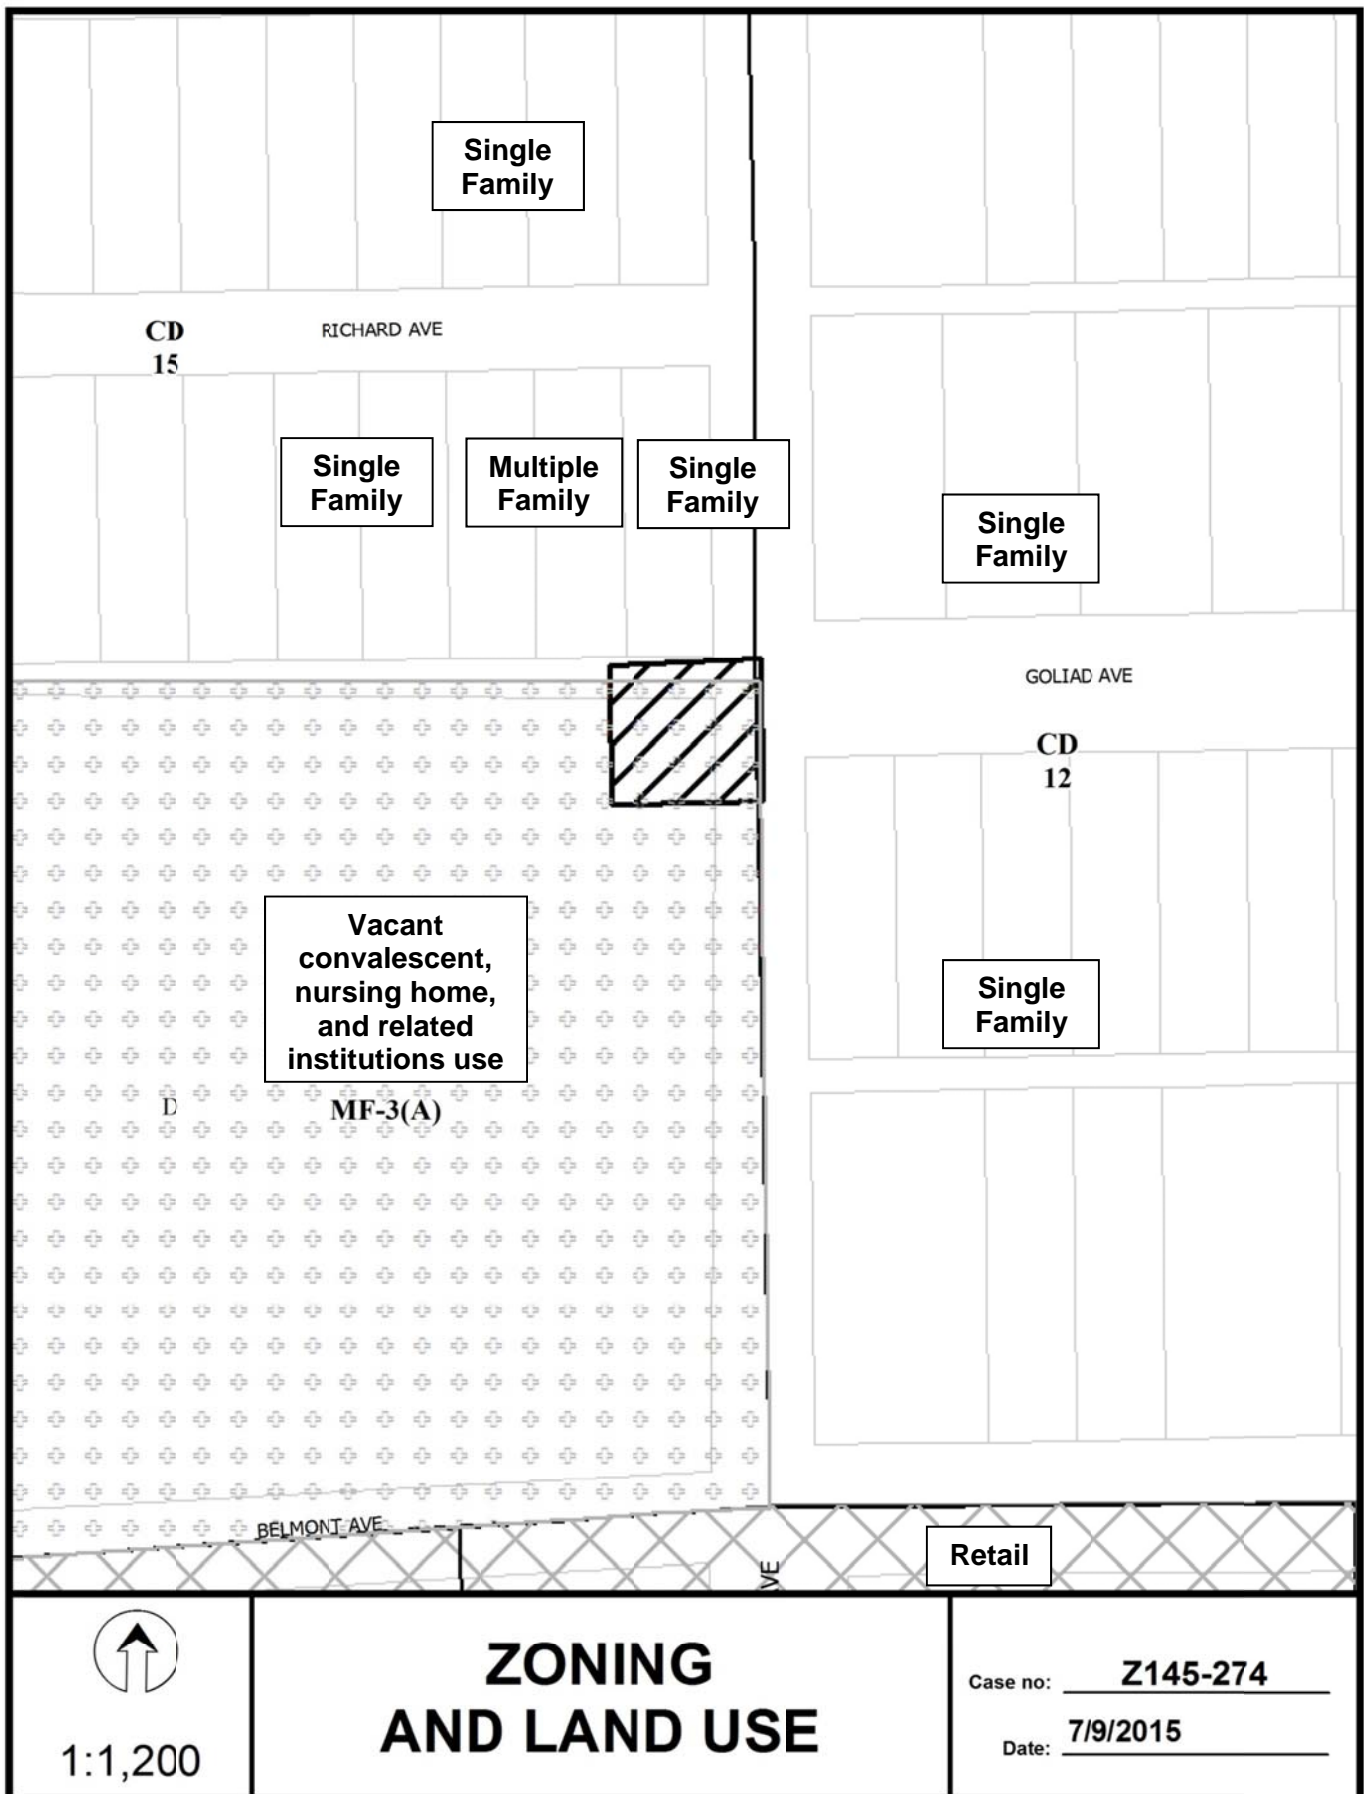 Single
Family
CD
15
RICHARD AVE
Single
Family
Multiple
Family
Single
Family
Single
Family
GOLIAD AVE
CD
12
Vacant
convalescent,
nursing home,
and related
institutions use
D
MF-3(A)
Single
Family
BELMONT AVE
VE
Retail
1:1,200
ZONING
AND LAND USE
Case no: Z145-274
Date: 7/9/2015